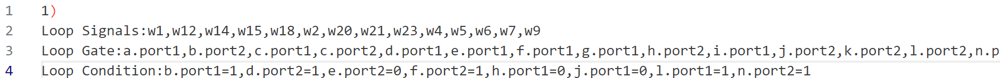 1 1)
2 Loop Signals:w1,w12,w14,w15,w18,w2,w20,w21,w23,w4,w5,w6,w7,w9
3 Loop Gate:a.port1,b.port2,c.port1,c.port2,d.port1,e.port1,f.port1,g.port1,h.port2,i.port1,j.port2,k.port2,l.port2,n.p
4 Loop Condition:b.port1=1,d.port2=1,e.port2=0,f.port2=1,h.port1=0,j.port1=0,l.port1=1,n.port2=1